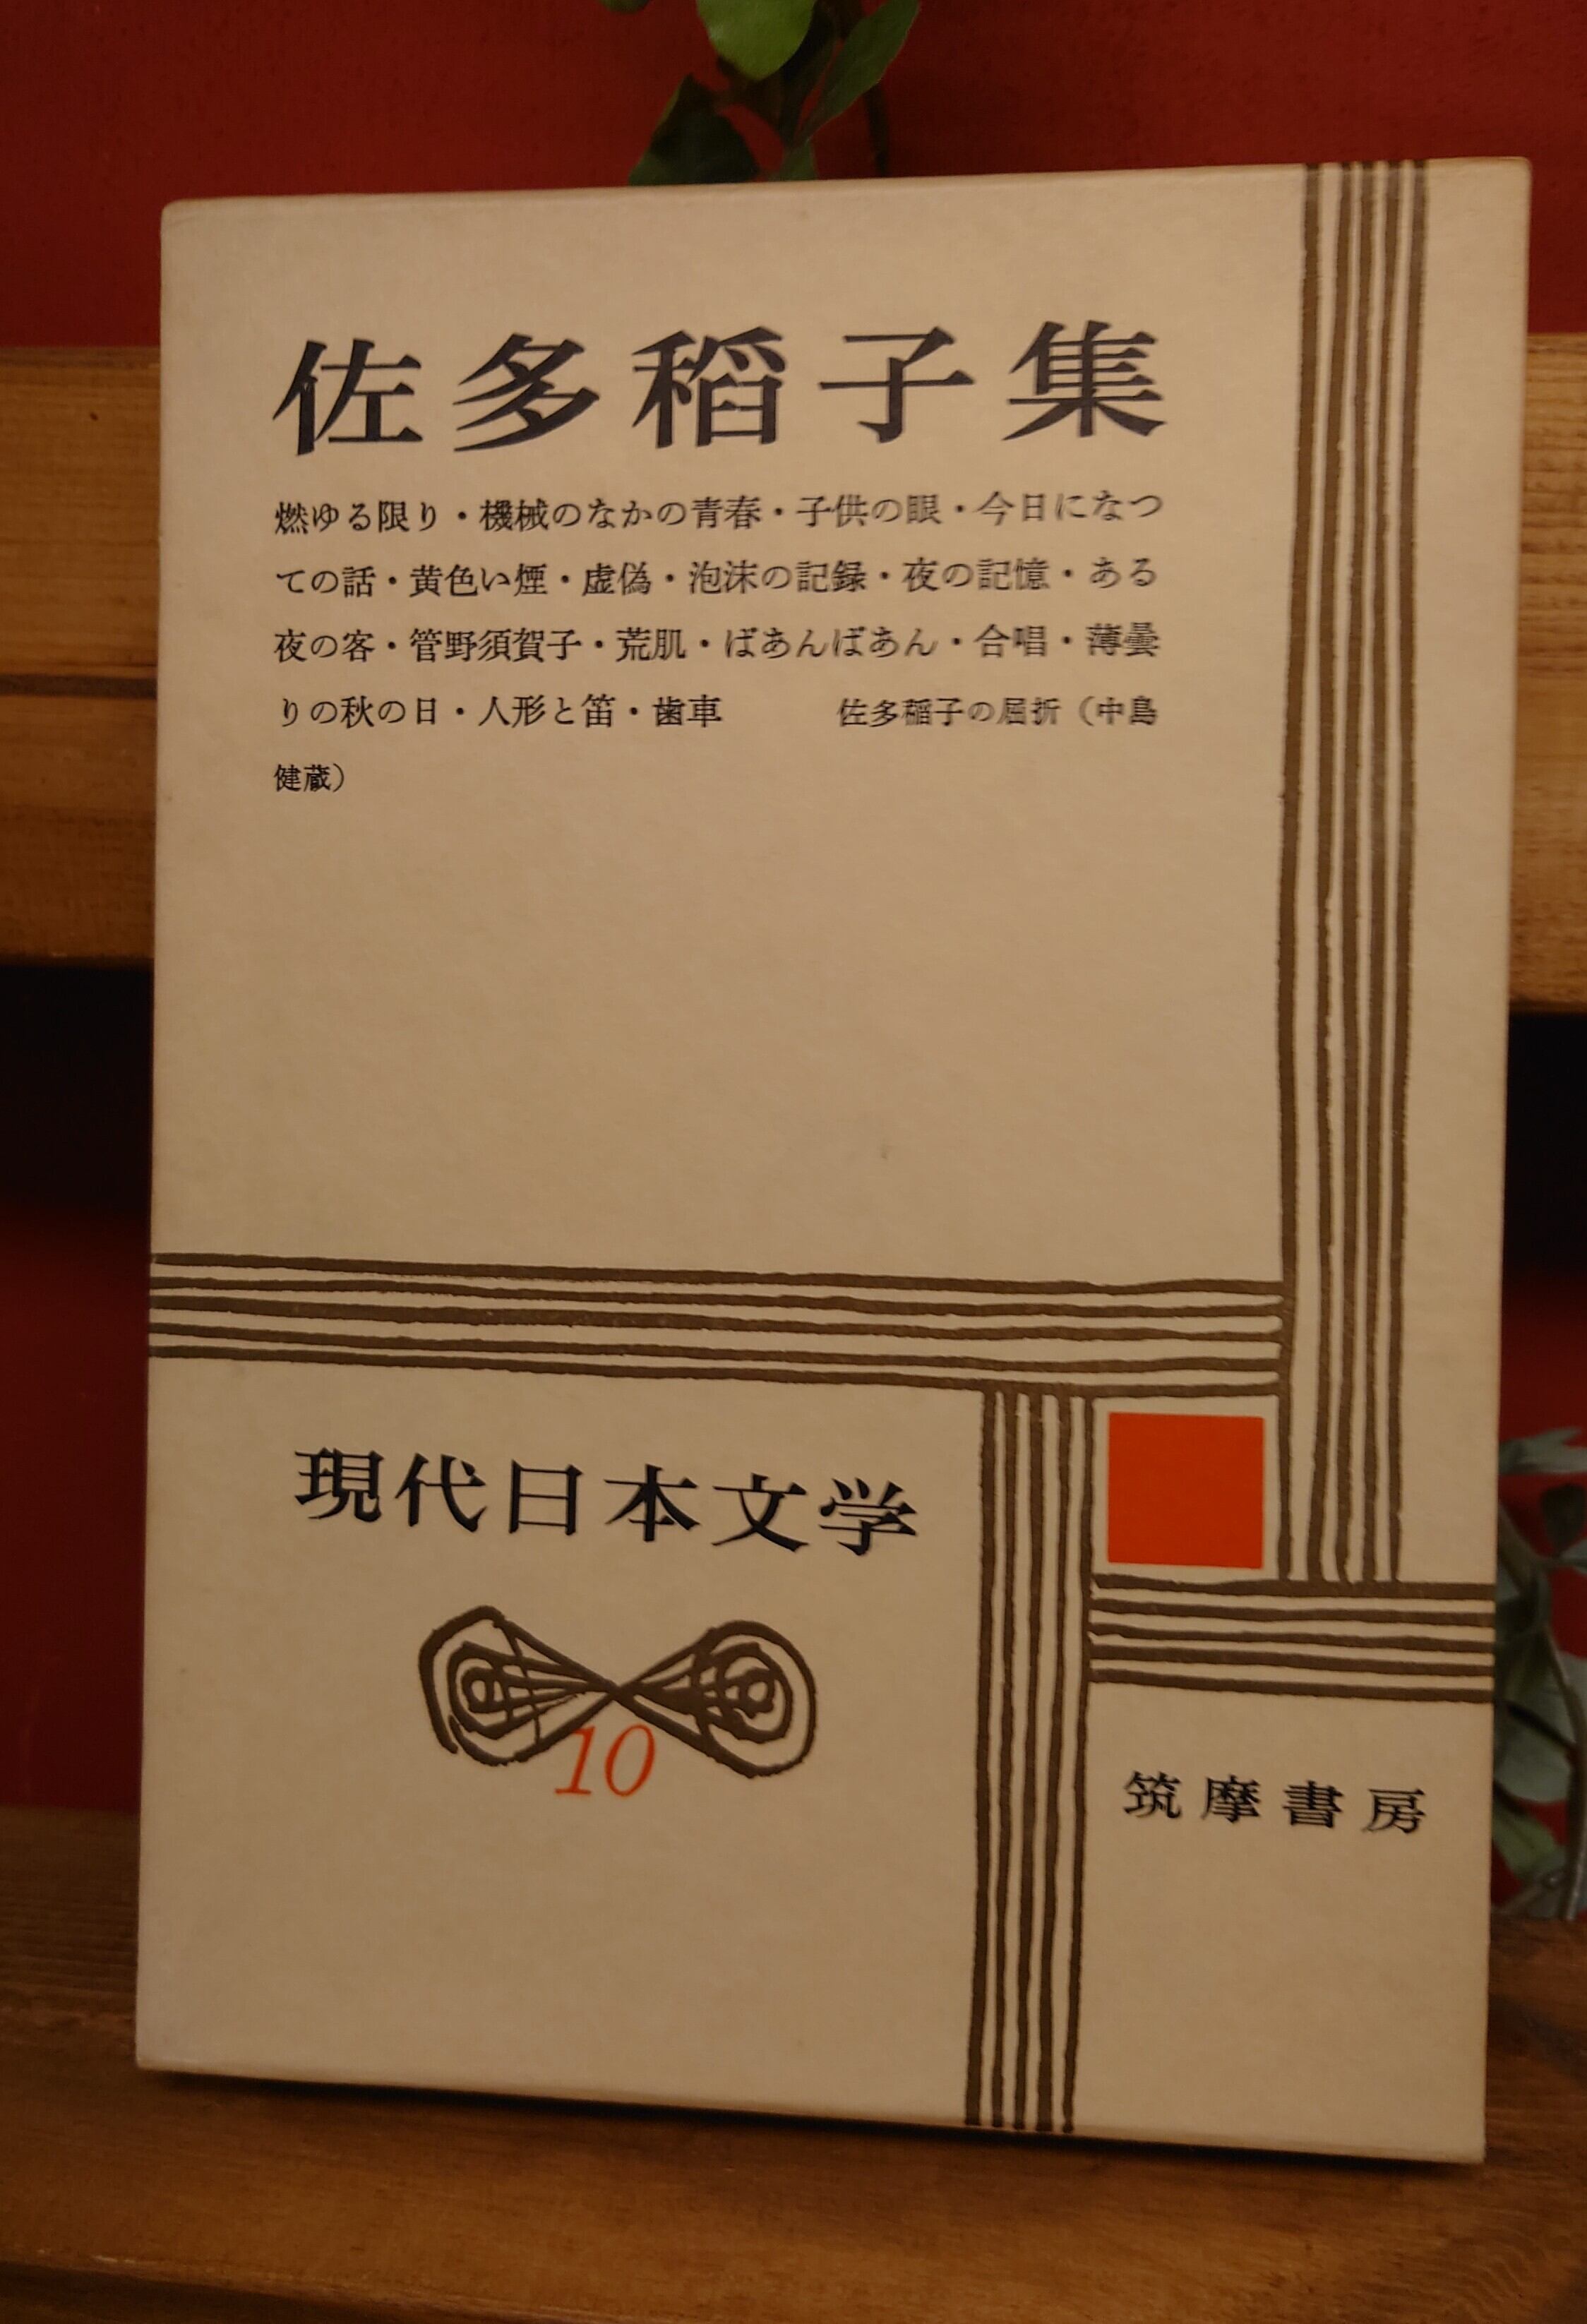 佐多稻子集
燃ゆる限り・機械のなかの青春・子供の眼・今日になつ
ての話・黄色い煙・虚偽・泡沫の記録・夜の記憶・ある
夜の客・管野須賀子・荒肌・ばあんばあん・合唱・薄曇
りの秋の日・人形と笛・歯車　佐多稲子の屈折（中島
健蔵）
現代日本文学
10
筑摩書房